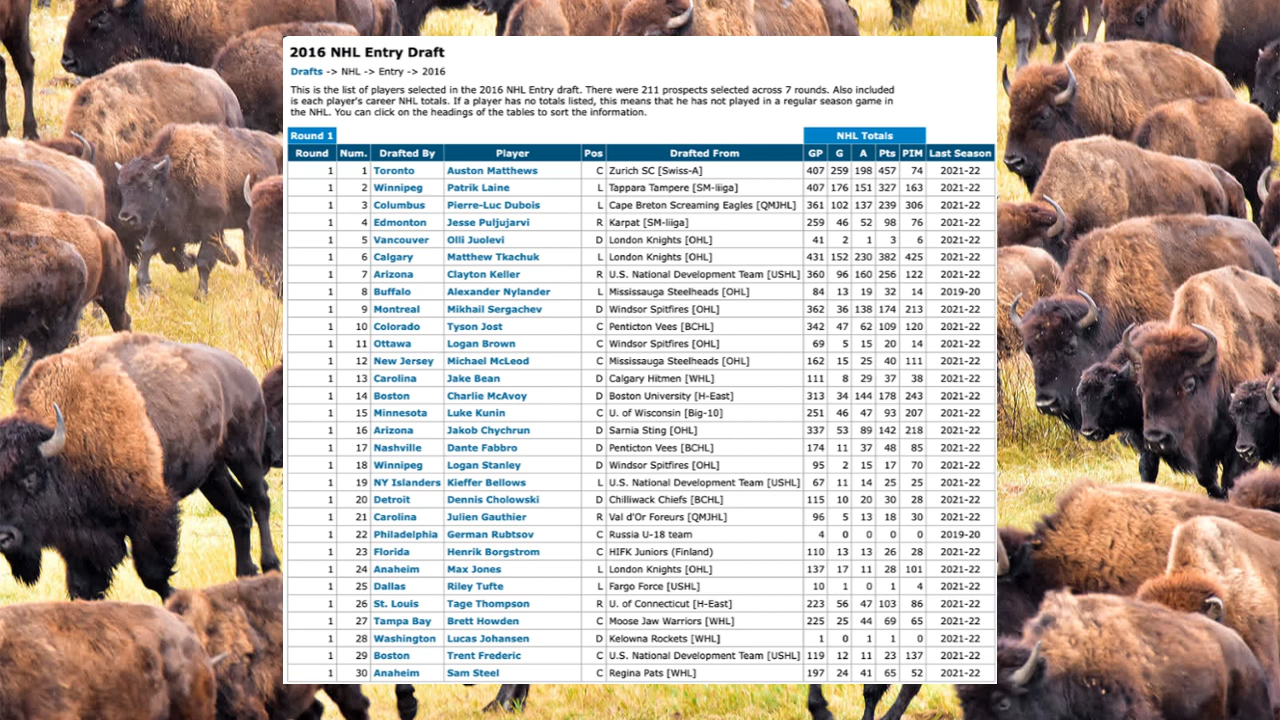 2016 NHL Entry Draft
Drafts -> NHL -> Entry -> 2016
This is the list of players selected in the 2016 NHL Entry draft. There were 211 prospects selected across 7 rounds. Also included
is each player's career NHL totals. If a player has no totals listed, this means that he has not played in a regular season game in
the NHL. You can click on the headings of the tables to sort the information.
Round 1 NHL Totals
Round Num. Drafted By Player Pos Drafted From GP G A Pts PIM Last Season
1 1 Toronto Auston Matthews C Zurich SC [Swiss-A] 407 259 198 457 74 2021-22
1 2 Winnipeg Patrik Laine L Tappara Tampere [SM-liiga] 407 176 151 327 163 2021-22
1 3 Columbus Pierre-Luc Dubois L Cape Breton Screaming Eagles [QMJHL] 361 102 137 239 306 2021-22
1 4 Edmonton Jesse Puljujarvi R Karpat [SM-liiga] 259 46 52 98 76 2021-22
1 5 Vancouver Olli Juolevi D London Knights [OHL] 41 2 1 3 6 2021-22
1 6 Calgary Matthew Tkachuk L London Knights [OHL] 431 152 230 382 425 2021-22
1 7 Arizona Clayton Keller R U.S. National Development Team [USHL] 360 96 160 256 122 2021-22
1 8 Buffalo Alexander Nylander L Mississauga Steelheads [OHL] 84 13 19 32 14 2019-20
1 9 Montreal Mikhail Sergachev D Windsor Spitfires [OHL] 362 36 138 174 213 2021-22
1 10 Colorado Tyson Jost C Penticton Vees [BCHL] 342 47 62 109 120 2021-22
1 11 Ottawa Logan Brown C Windsor Spitfires [OHL] 69 5 15 20 14 2021-22
1 12 New Jersey Michael McLeod C Mississauga Steelheads [OHL] 162 15 25 40 111 2021-22
1 13 Carolina Jake Bean D Calgary Hitmen [WHL] 111 8 29 37 38 2021-22
1 14 Boston Charlie McAvoy D Boston University [H-East] 313 34 144 178 243 2021-22
1 15 Minnesota Luke Kunin C U. of Wisconsin [Big-10] 251 46 47 93 207 2021-22
1 16 Arizona Jakob Chychrun D Sarnia Sting [OHL] 337 53 89 142 218 2021-22
1 17 Nashville Dante Fabbro D Penticton Vees [BCHL] 174 11 37 48 85 2021-22
1 18 Winnipeg Logan Stanley D Windsor Spitfires [OHL] 95 2 15 17 70 2021-22
1 19 NY Islanders Kieffer Bellows L U.S. National Development Team [USHL] 67 11 14 25 25 2021-22
1 20 Detroit Dennis Cholowski D Chilliwack Chiefs [BCHL] 115 10 20 30 28 2021-22
1 21 Carolina Julien Gauthier R Val d'Or Foreurs [QMJHL] 96 5 13 18 30 2021-22
1 22 Philadelphia German Rubtsov C Russia U-18 team 4 0 0 0 0 2019-20
1 23 Florida Henrik Borgstrom C HIFK Juniors (Finland) 110 13 13 26 28 2021-22
1 24 Anaheim Max Jones L London Knights [OHL] 137 17 11 28 101 2021-22
1 25 Dallas Riley Tufte L Fargo Force [USHL] 10 1 0 1 4 2021-22
1 26 St. Louis Tage Thompson R U. of Connecticut [H-East] 223 56 47 103 86 2021-22
1 27 Tampa Bay Brett Howden C Moose Jaw Warriors [WHL] 225 25 44 69 65 2021-22
1 28 Washington Lucas Johansen D Kelowna Rockets [WHL] 1 0 1 1 0 2021-22
1 29 Boston Trent Frederic C U.S. National Development Team [USHL] 119 12 11 23 137 2021-22
1 30 Anaheim Sam Steel C Regina Pats [WHL] 197 24 41 65 52 2021-22